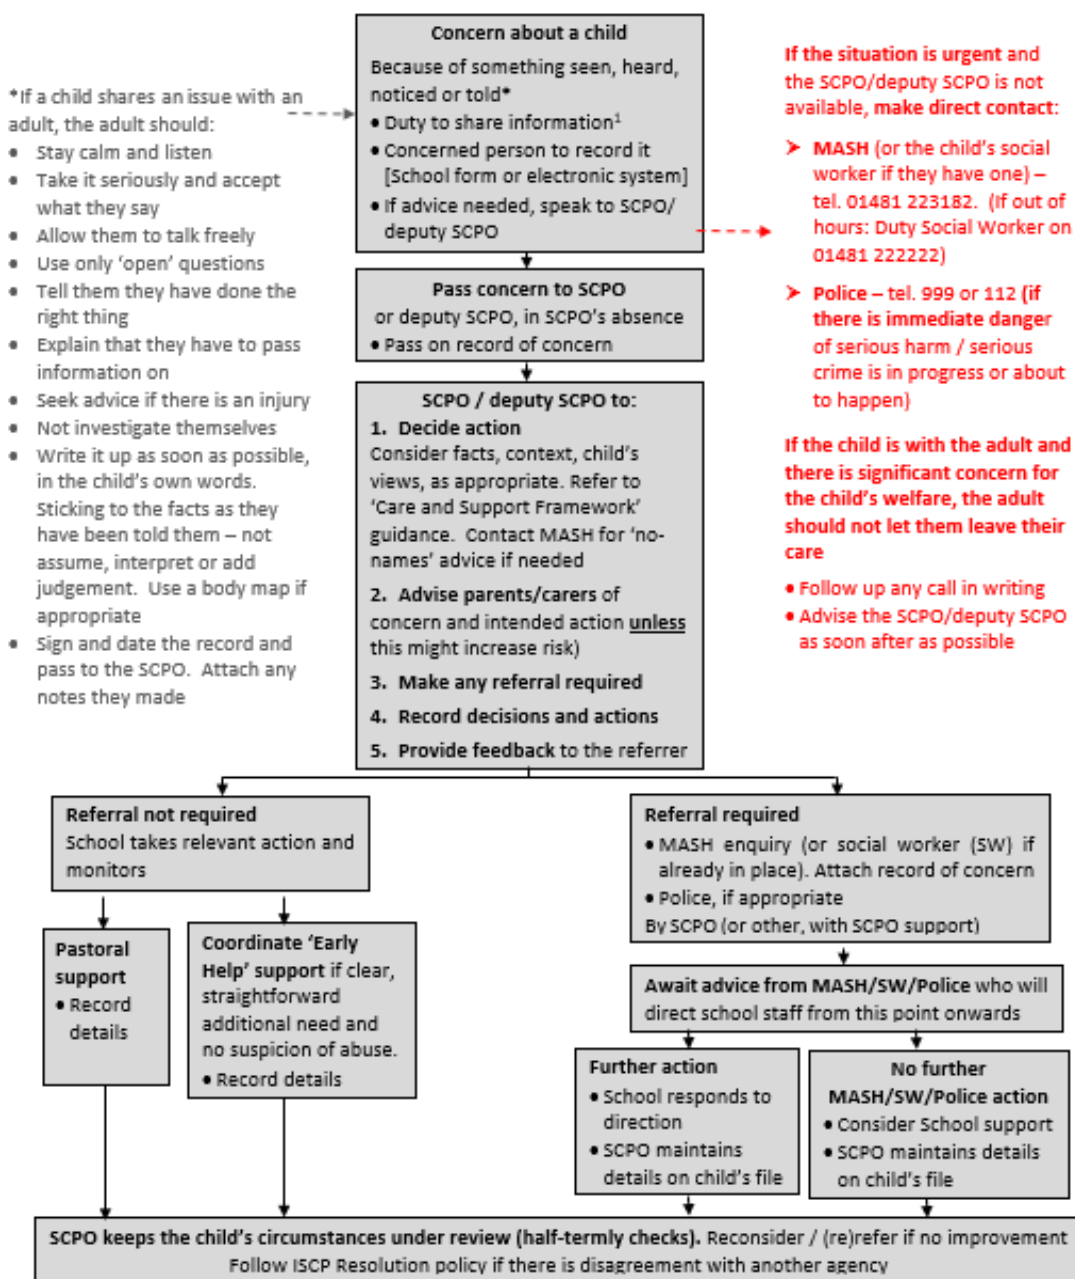 Concern about a child
Because of something seen, heard,
noticed or told*
• Duty to share information¹
• Concerned person to record it
[School form or electronic system]
• If advice needed, speak to SCPO/
deputy SCPO
*If a child shares an issue with an
adult, the adult should:
• Stay calm and listen
• Take it seriously and accept
what they say
• Allow them to talk freely
• Use only ‘open’ questions
• Tell them they have done the
right thing
• Explain that they have to pass
information on
• Seek advice if there is an injury
• Not investigate themselves
• Write it up as soon as possible,
in the child’s own words.
Sticking to the facts as they
have been told them – not
assume, interpret or add
judgement. Use a body map if
appropriate
• Sign and date the record and
pass to the SCPO. Attach any
notes they made
If the situation is urgent and
the SCPO/deputy SCPO is not
available, make direct contact:
➤ MASH (or the child’s social
worker if they have one) –
tel. 01481 223182. (If out of
hours: Duty Social Worker on
01481 222222)
➤ Police – tel. 999 or 112 (if
there is immediate danger
of serious harm / serious
crime is in progress or about
to happen)
If the child is with the adult and
there is significant concern for
the child’s welfare, the adult
should not let them leave their
care
• Follow up any call in writing
• Advise the SCPO/deputy SCPO
as soon after as possible
Pass concern to SCPO
or deputy SCPO, in SCPO’s absence
• Pass on record of concern
SCPO / deputy SCPO to:
1. Decide action
Consider facts, context, child’s
views, as appropriate. Refer to
‘Care and Support Framework’
guidance. Contact MASH for ‘no-
names’ advice if needed
2. Advise parents/carers of
concern and intended action unless
this might increase risk)
3. Make any referral required
4. Record decisions and actions
5. Provide feedback to the referrer
Referral not required
School takes relevant action and
monitors
Pastoral
support
• Record
details
Coordinate ‘Early
Help’ support if clear,
straightforward
additional need and
no suspicion of abuse.
• Record details
Referral required
• MASH enquiry (or social worker (SW) if
already in place). Attach record of concern
• Police, if appropriate
By SCPO (or other, with SCPO support)
Await advice from MASH/SW/Police who will
direct school staff from this point onwards
Further action
• School responds to
direction
• SCPO maintains
details on child’s file
No further
MASH/SW/Police action
• Consider School support
• SCPO maintains details
on child’s file
SCPO keeps the child’s circumstances under review (half-termly checks). Reconsider / (re)refer if no improvement
Follow ISCP Resolution policy if there is disagreement with another agency